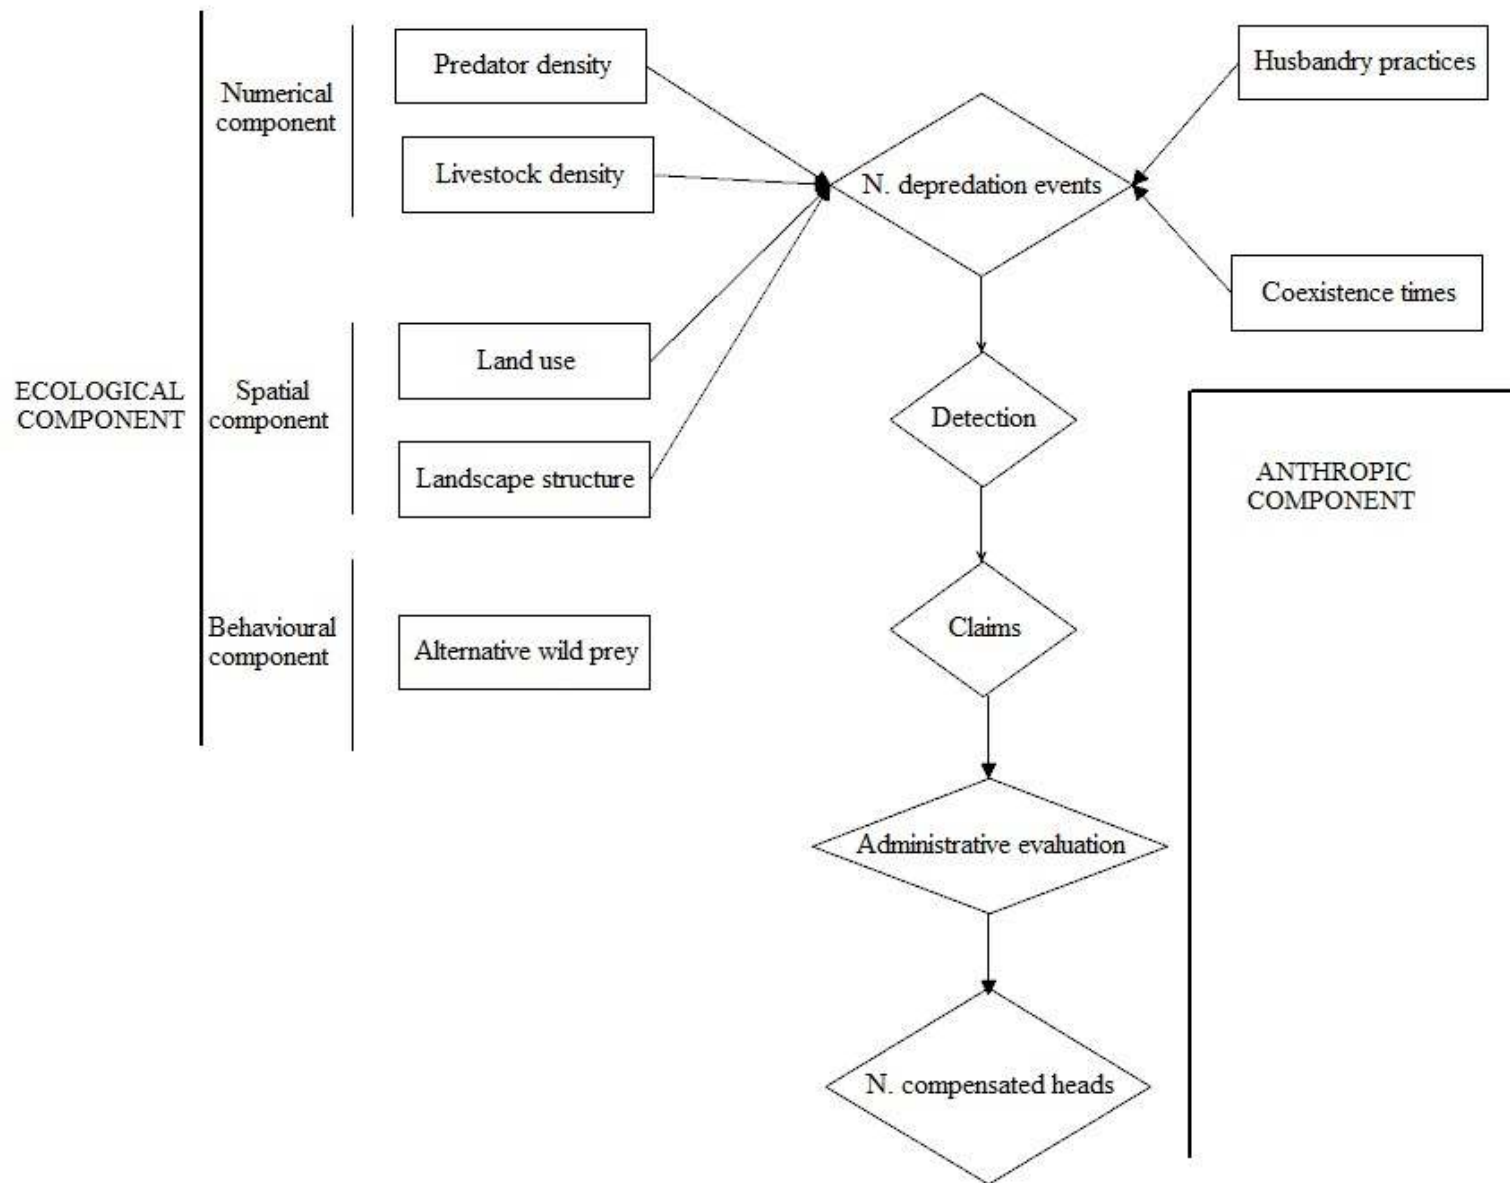 Predator density
Husbandry practices
Numerical
component
Livestock density
N. depredation events
Coexistence times
Land use
ECOLOGICAL
COMPONENT
Spatial
component
Detection
Landscape structure
ANTHROPIC
COMPONENT
Behavioural
component
Alternative wild prey
Claims
Administrative evaluation
N. compensated heads